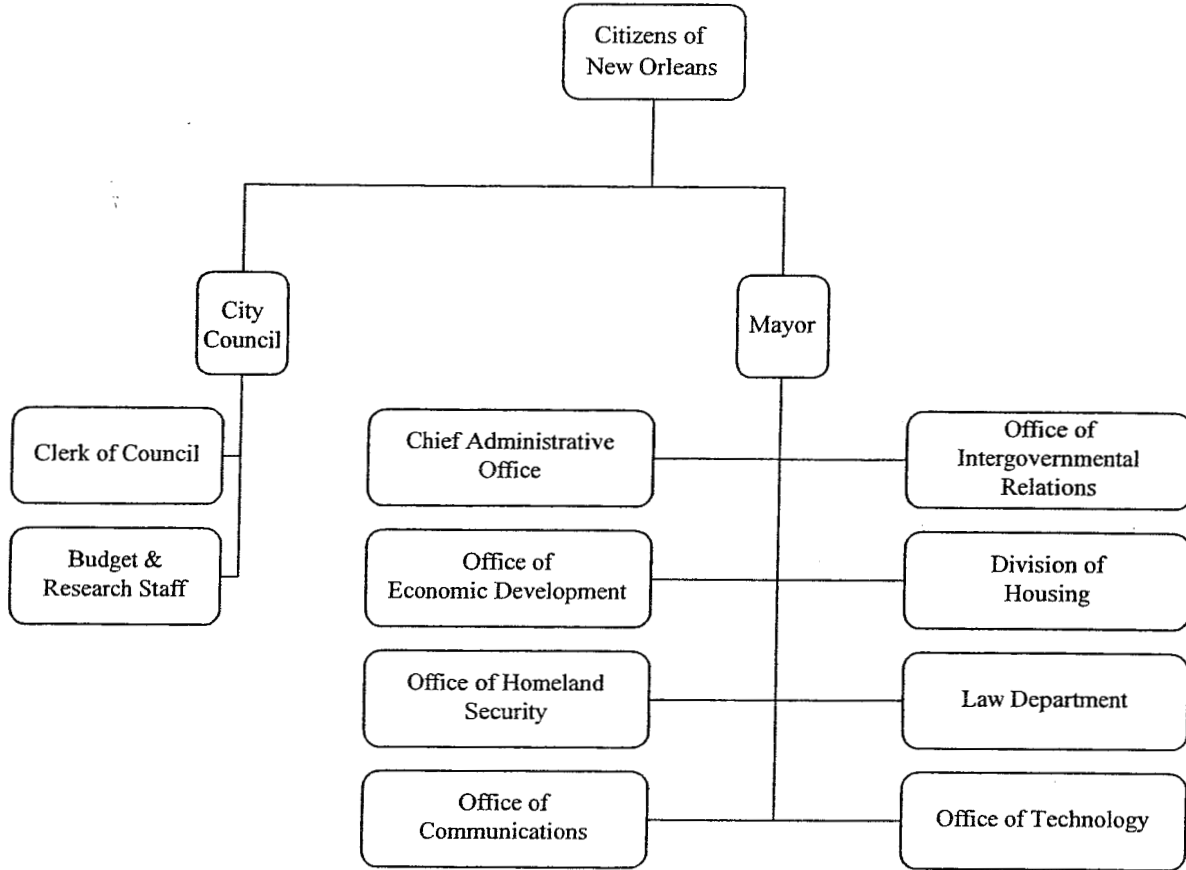 Citizens of
New Orleans
City
Council
Mayor
Clerk of Council
Budget &
Research Staff
Chief Administrative
Office
Office of
Intergovernmental
Relations
Office of
Economic Development
Division of
Housing
Office of Homeland
Security
Law Department
Office of
Communications
Office of Technology